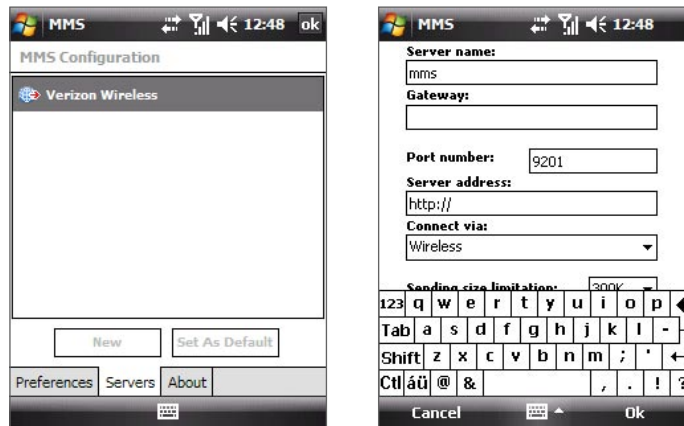 MMS 12:48 ok
MMS Configuration
Verizon Wireless
New Set As Default
Preferences Servers About
MMS 12:48
Server name:
mms
Gateway:
Port number: 9201
Server address:
http://
Connect via:
Wireless
Sending size limitation: 300K
123 q w e r t y u i o p
Tab a s d f g h j k l -
Shift z x c v b n m ; '
Ctl áü @ & , . ! ?
Cancel Ok